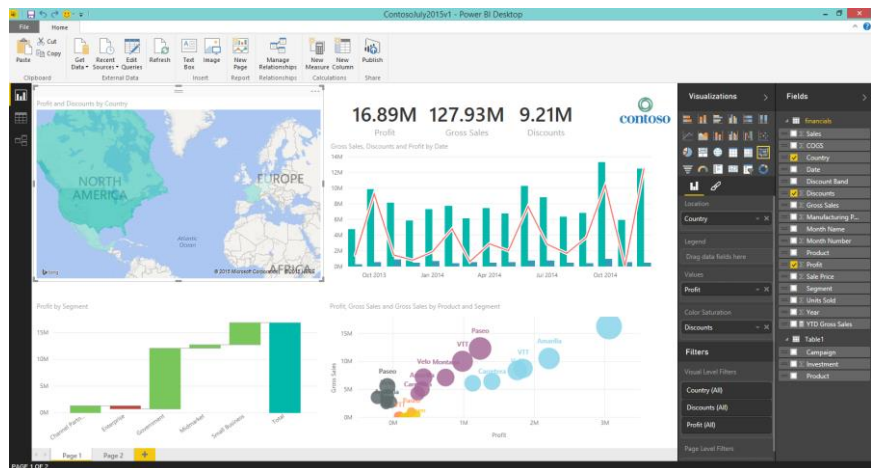 ContosoJuly2015v1 - Power BI Desktop
File Home
Paste
Cut
Copy
Get Data
Recent Sources
Edit Queries
Refresh
Text Box
Image
New Page
Manage Relationships
New Measure
New Column
Publish
Clipboard External Data Insert Report Relationships Calculations Share
Profit and Discounts by Country
NORTH AMERICA
EUROPE
AFRICA
Atlantic Ocean
bing
16.89M 127.93M 9.21M
Profit Gross Sales Discounts
contoso
Gross Sales, Discounts and Profit by Date
14M
12M
10M
8M
6M
4M
2M
0M
Oct 2013 Jan 2014 Apr 2014 Jul 2014 Oct 2014
Profit by Segment
15M
10M
5M
0M
Channel Partn...
Enterprise
Government
Midmarket
Small Business
Total
Profit, Gross Sales and Gross Sales by Product and Segment
Gross Sales
15M
10M
5M
0M
Paseo
VTT
Velo
Montana
Paseo
VTT
Amarilla
0M 1M 2M 3M
Profit
Visualizations
Location
Country
Legend
Drag data fields here
Values
Profit
Color Saturation
Discounts
Filters
Visual Level Filters
Country (All)
Discounts (All)
Profit (All)
Page Level Filters
Fields
financials
Sales
COGS
Country
Date
Discount Band
Discounts
Gross Sales
Manufacturing P...
Month Name
Month Number
Product
Profit
Sale Price
Segment
Units Sold
Year
YTD Gross Sales
Table1
Campaign
Investment
Product
Page 1 Page 2
PAGE 1 OF 2